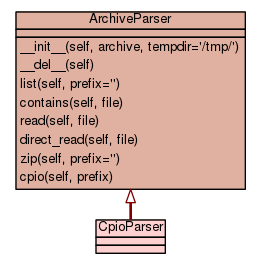 ArchiveParser
__init__(self, archive, tempdir='/tmp/')
__del__(self)
list(self, prefix='')
contains(self, file)
read(self, file)
direct_read(self, file)
zip(self, prefix='')
cpio(self, prefix)
CpioParser